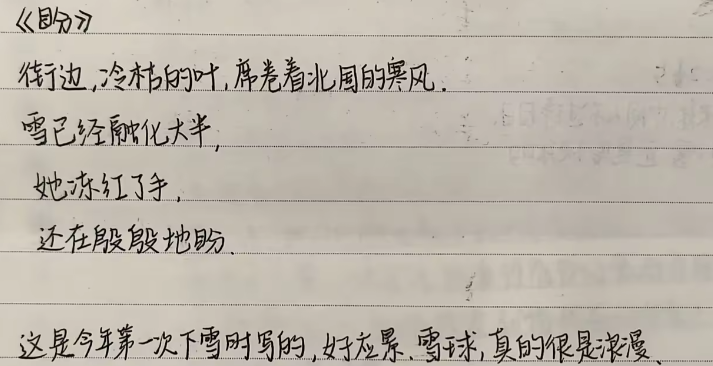 《盼》
街边,冷枯的叶,席卷着北国的寒风.
雪已经融化大半,
她冻红了手,
还在殷殷地盼.
这是今年第一次下雪时写的,好应景.雪球,真的很是浪漫、